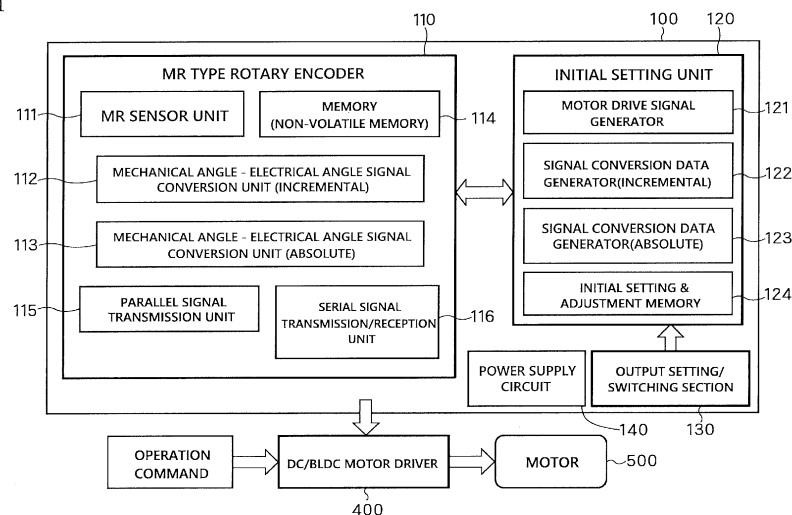 100
110
120
MR TYPE ROTARY ENCODER
INITIAL SETTING UNIT
111
MR SENSOR UNIT
MEMORY
(NON-VOLATILE MEMORY)
114
MOTOR DRIVE SIGNAL
GENERATOR
121
112
MECHANICAL ANGLE - ELECTRICAL ANGLE SIGNAL
CONVERSION UNIT (INCREMENTAL)
SIGNAL CONVERSION DATA
GENERATOR(INCREMENTAL)
122
113
MECHANICAL ANGLE - ELECTRICAL ANGLE SIGNAL
CONVERSION UNIT (ABSOLUTE)
SIGNAL CONVERSION DATA
GENERATOR(ABSOLUTE)
123
115
PARALLEL SIGNAL
TRANSMISSION UNIT
SERIAL SIGNAL
TRANSMISSION/RECEPTION
UNIT
116
INITIAL SETTING &
ADJUSTMENT MEMORY
124
POWER SUPPLY
CIRCUIT
OUTPUT SETTING/
SWITCHING SECTION
140
130
OPERATION
COMMAND
DC/BLDC MOTOR DRIVER
MOTOR
500
400